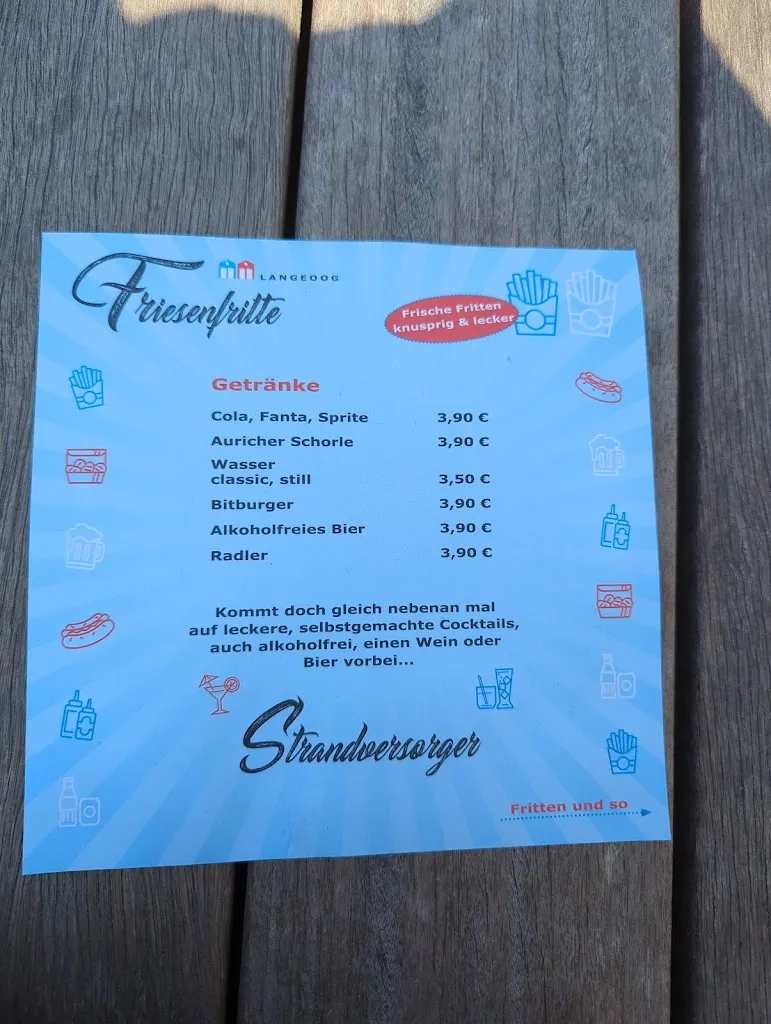 LANGEOOG
Friesenfritte
Frische Fritten
knusprig & lecker
Getränke
Cola, Fanta, Sprite 3,90 €
Auricher Schorle 3,90 €
Wasser
classic, still 3,50 €
Bitburger 3,90 €
Alkoholfreies Bier 3,90 €
Radler 3,90 €
Kommt doch gleich nebenan mal
auf leckere, selbstgemachte Cocktails,
auch alkoholfrei, einen Wein oder
Bier vorbei...
Strandversorger
Fritten und so